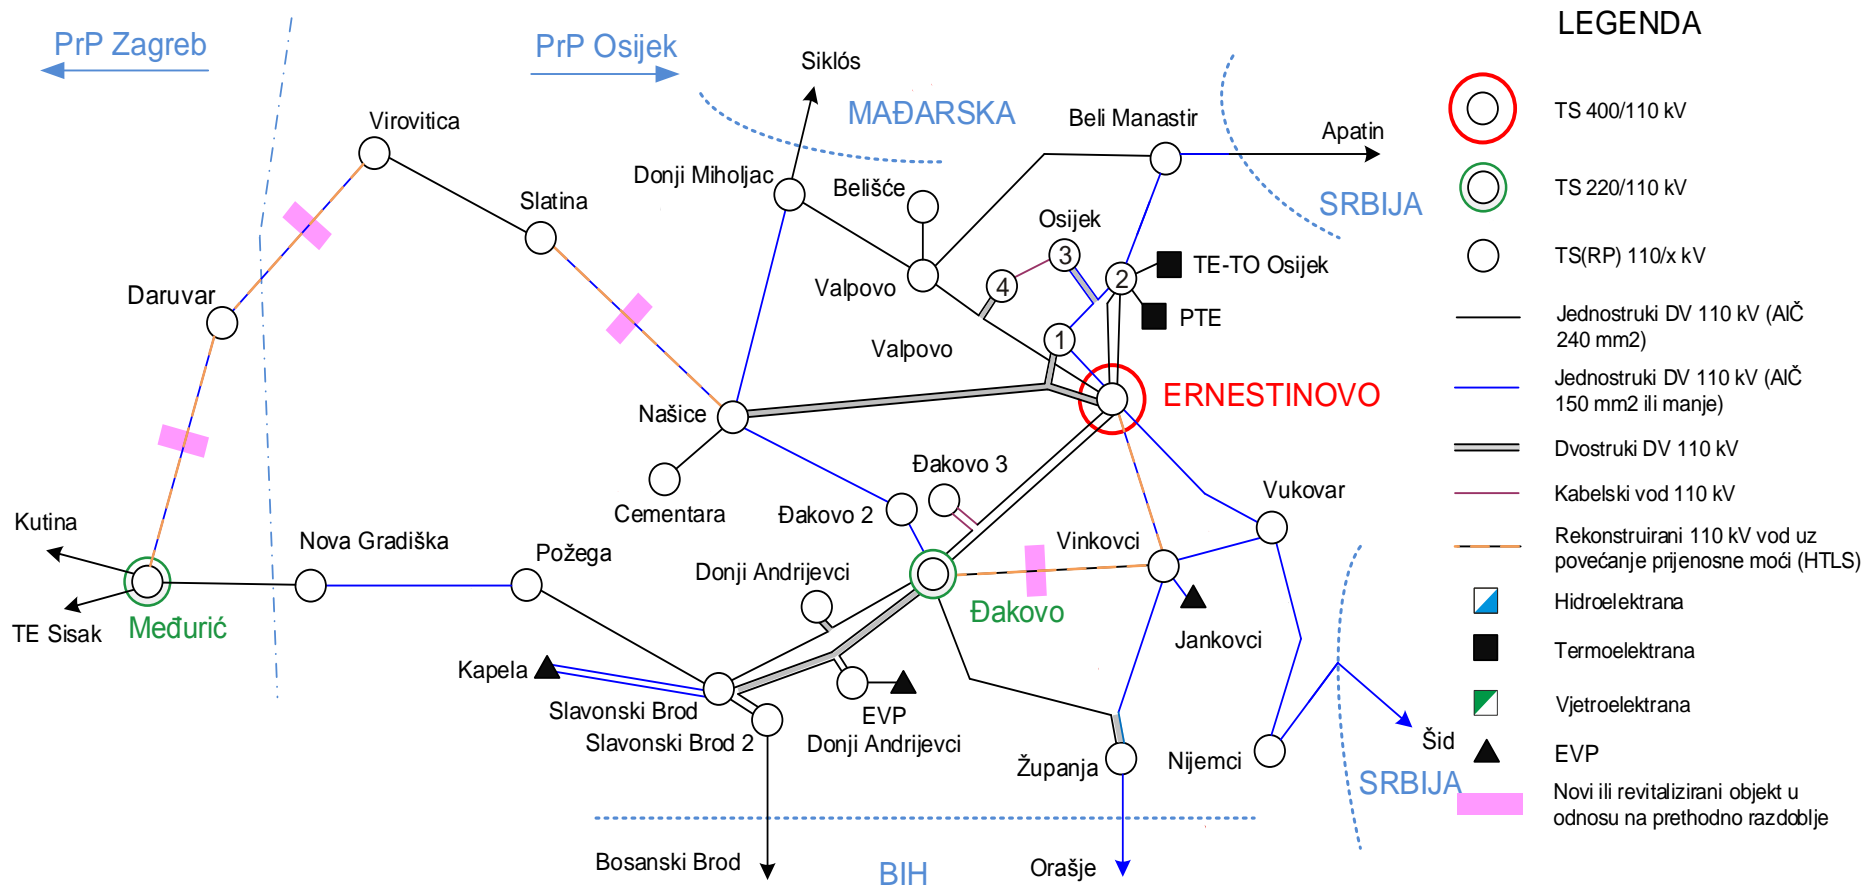 LEGENDA
PrP Zagreb
PrP Osijek
Siklós
MAĐARSKA
Virovitica
Beli Manastir
Apatin
Donji Miholjac
Belišće
SRBIJA
Slatina
Osijek
3
TE-TO Osijek
2
4
Valpovo
Daruvar
PTE
1
Valpovo
ERNESTINOVO
Našice
Đakovo 3
Vukovar
Cementara
Đakovo 2
Kutina
Nova Gradiška
Požega
Vinkovci
Donji Andrijevci
Đakovo
TE Sisak
Međurić
Jankovci
Kapela
Slavonski Brod
EVP
Donji Andrijevci
Slavonski Brod 2
Županja
Nijemci
Šid
SRBIJA
Bosanski Brod
BIH
Orašje
TS 400/110 kV
TS 220/110 kV
TS(RP) 110/x kV
Jednostruki DV 110 kV (AlČ
240 mm2)
Jednostruki DV 110 kV (AlČ
150 mm2 ili manje)
Dvostruki DV 110 kV
Kabelski vod 110 kV
Rekonstruirani 110 kV vod uz
povećanje prijenosne moći (HTLS)
Hidroelektrana
Termoelektrana
Vjetroelektrana
EVP
Novi ili revitalizirani objekt u
odnosu na prethodno razdoblje